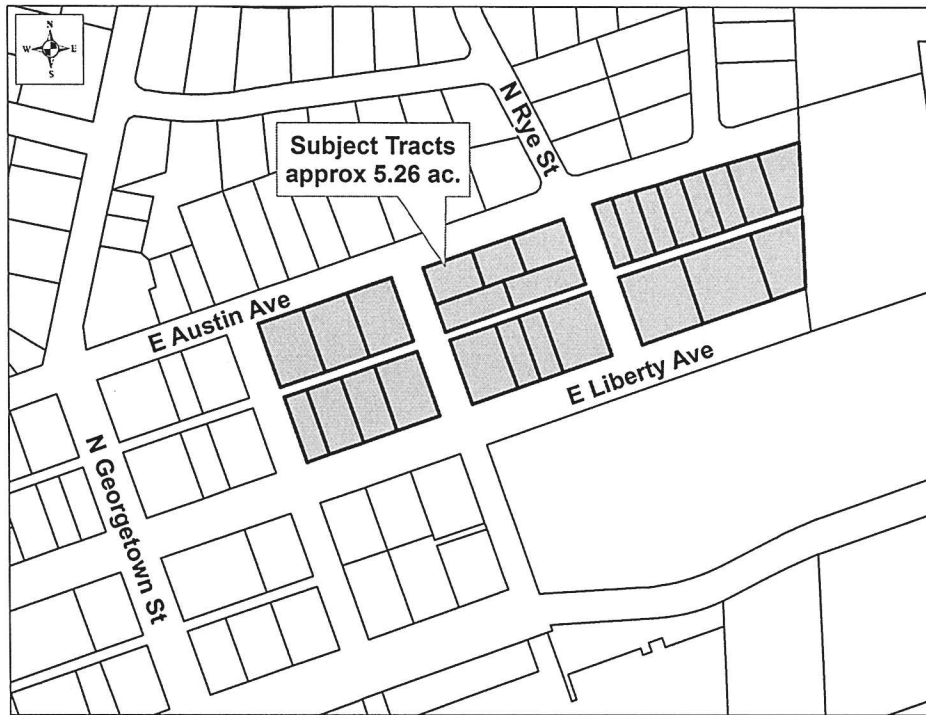 N
W E
S
N Rye St
Subject Tracts
approx 5.26 ac.
E Austin Ave
E Liberty Ave
N Georgetown St